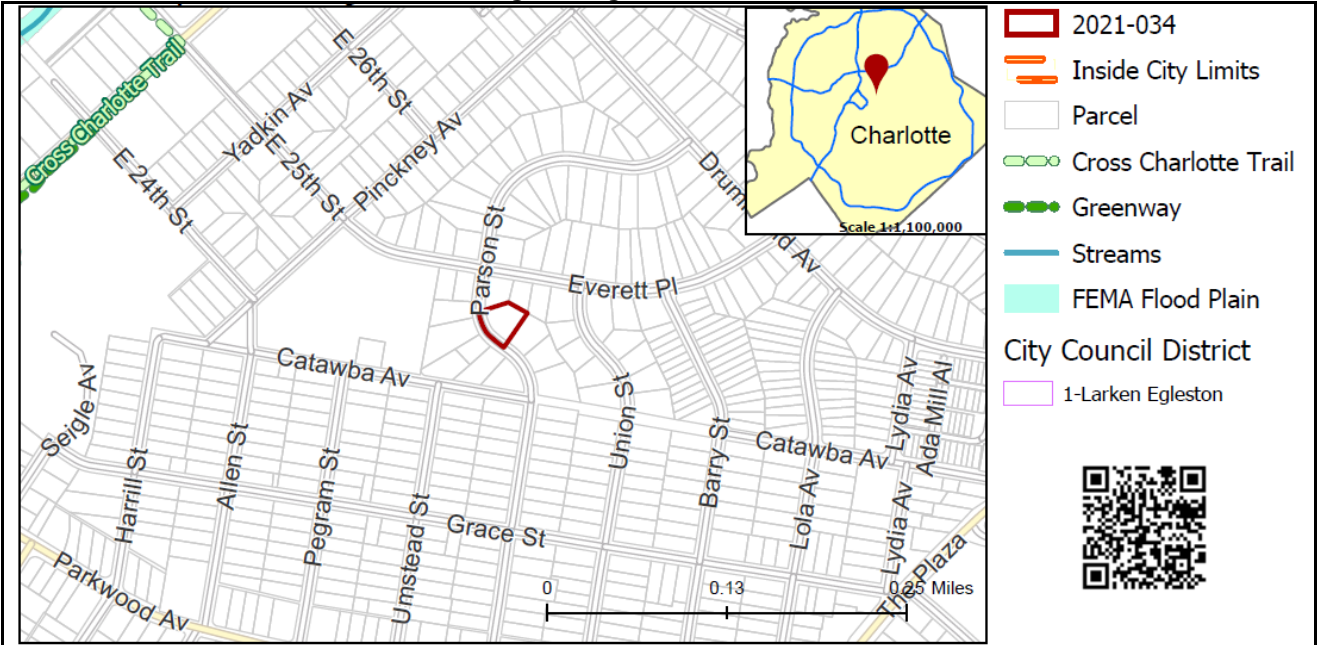 Cross Charlotte Trail
E 26th St
Yadkin Av
E 25th St
Pinckney Av
E 24th St
Parson St
Everett Pl
Catawba Av
Seigle Av
Harrill St
Allen St
Pegram St
Umstead St
Grace St
Union St
Barry St
Catawba Av
Lola Av
Lydia Av
Lydia Av
Ada Mill Al
The Plaza
Parkwood Av
0 0.13 0.25 Miles
Charlotte
Scale 1:1,100,000
2021-034
Inside City Limits
Parcel
Cross Charlotte Trail
Greenway
Streams
FEMA Flood Plain
City Council District
1-Larken Egleston